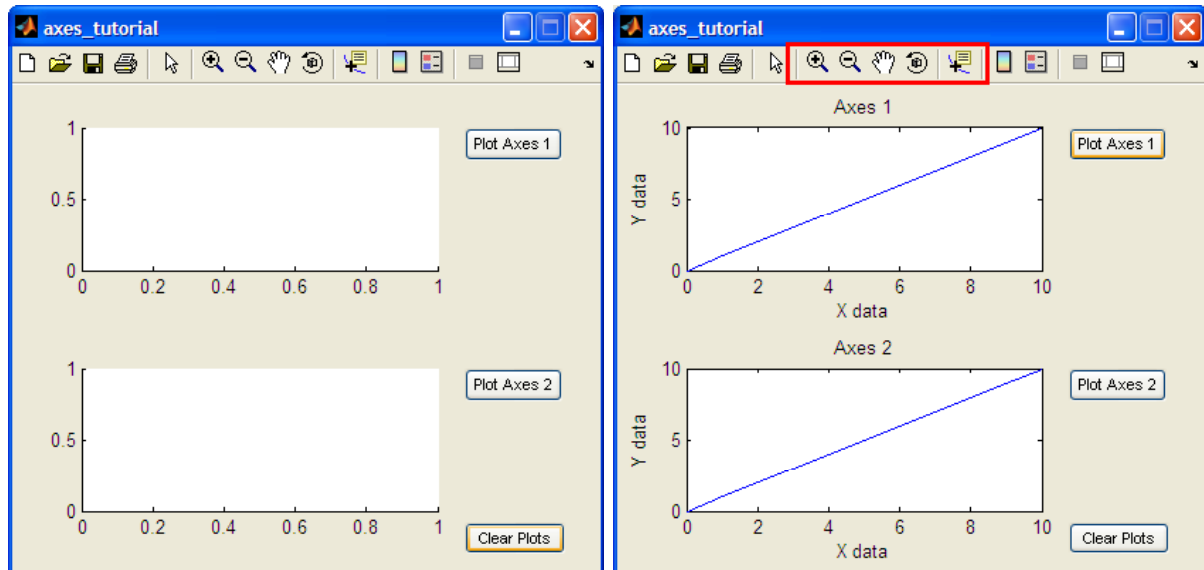 axes_tutorial
1
Plot Axes 1
0.5
0
0 0.2 0.4 0.6 0.8 1
1
Plot Axes 2
0.5
0
0 0.2 0.4 0.6 0.8 1
Clear Plots
axes_tutorial
Axes 1
10
Plot Axes 1
Y data
5
0
0 2 4 6 8 10
X data
Axes 2
10
Plot Axes 2
Y data
5
0
0 2 4 6 8 10
Clear Plots
X data